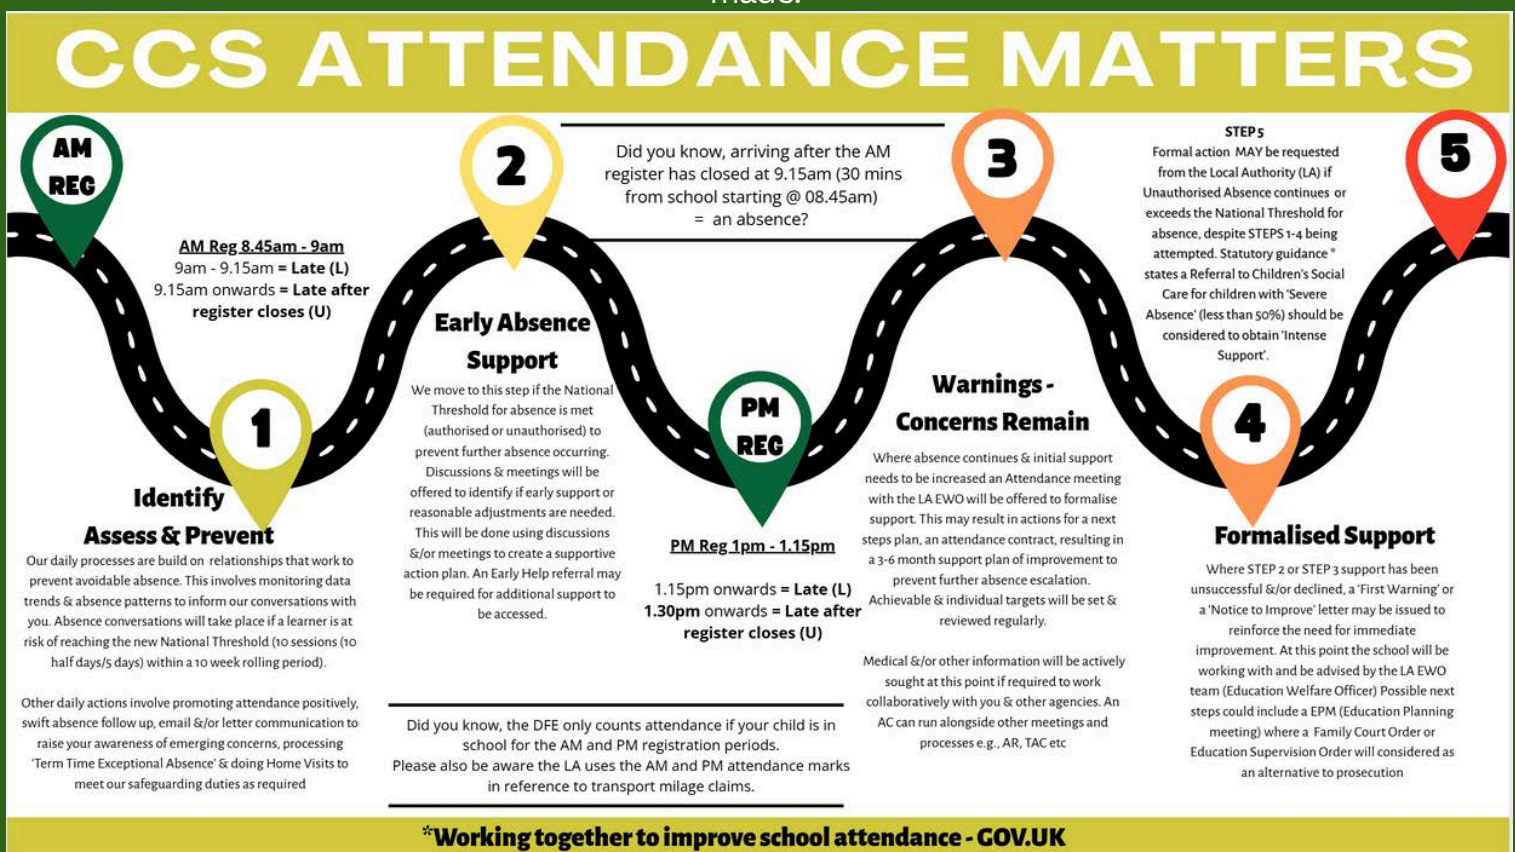 made.
CCS ATTENDANCE MATTERS
AM
REG
AM Reg 8.45am - 9am
9am - 9.15am = Late (L)
9.15am onwards = Late after
register closes (U)
1
Identify
Assess & Prevent
Our daily processes are build on relationships that work to
prevent avoidable absence. This involves monitoring data
trends & absence patterns to inform our conversations with
you. Absence conversations will take place if a learner is at
risk of reaching the new National Threshold (10 sessions (10
half days/5 days) within a 10 week rolling period).
Other daily actions involve promoting attendance positively,
swift absence follow up, email &/or letter communication to
raise your awareness of emerging concerns, processing
'Term Time Exceptional Absence' & doing Home Visits to
meet our safeguarding duties as required
2
Early Absence
Support
We move to this step if the National
Threshold for absence is met
(authorised or unauthorised) to
prevent further absence occurring.
Discussions & meetings will be
offered to identify if early support or
reasonable adjustments are needed.
This will be done using discussions
&/or meetings to create a supportive
action plan. An Early Help referral may
be required for additional support to
be accessed.
Did you know, arriving after the AM
register has closed at 9.15am (30 mins
from school starting @ 08.45am)
= an absence?
PM
REG
PM Reg 1pm - 1.15pm
1.15pm onwards = Late (L)
1.30pm onwards = Late after
register closes (U)
Did you know, the DFE only counts attendance if your child is in
school for the AM and PM registration periods.
Please also be aware the LA uses the AM and PM attendance marks
in reference to transport milage claims.
3
Warnings -
Concerns Remain
Where absence continues & initial support
needs to be increased an Attendance meeting
with the LA EWO will be offered to formalise
support. This may result in actions for a next
steps plan, an attendance contract, resulting in
a 3-6 month support plan of improvement to
prevent further absence escalation.
Achievable & individual targets will be set &
reviewed regularly.
Medical &/or other information will be actively
sought at this point if required to work
collaboratively with you & other agencies. An
AC can run alongside other meetings and
processes e.g., AR, TAC etc
4
Formalised Support
Where STEP 2 or STEP 3 support has been
unsuccessful &/or declined, a 'First Warning' or
a 'Notice to Improve' letter may be issued to
reinforce the need for immediate
improvement. At this point the school will be
working with and be advised by the LA EWO
team (Education Welfare Officer) Possible next
steps could include a EPM (Education Planning
meeting) where a Family Court Order or
Education Supervision Order will considered as
an alternative to prosecution
STEP 5
Formal action MAY be requested
from the Local Authority (LA) if
Unauthorised Absence continues or
exceeds the National Threshold for
absence, despite STEPS 1-4 being
attempted. Statutory guidance *
states a Referral to Children's Social
Care for children with 'Severe
Absence' (less than 50%) should be
considered to obtain 'Intense
Support'.
5
*Working together to improve school attendance - GOV.UK